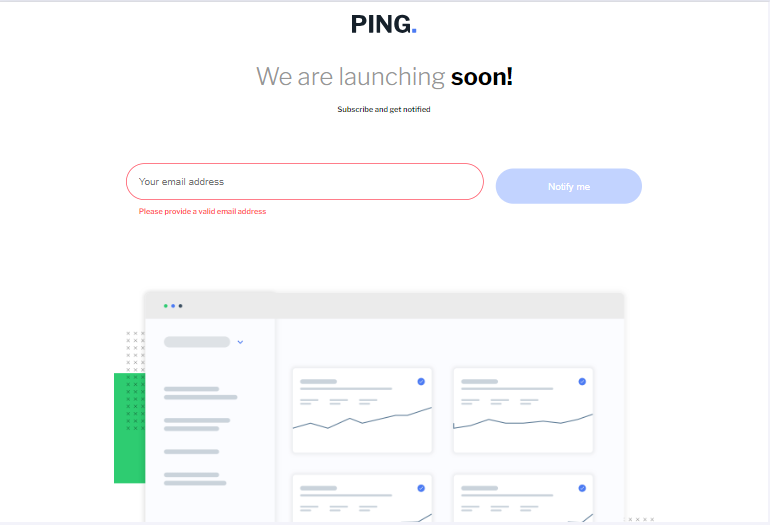 PING.
We are launching soon!
Subscribe and get notified
Your email address
Notify me
Please provide a valid email address